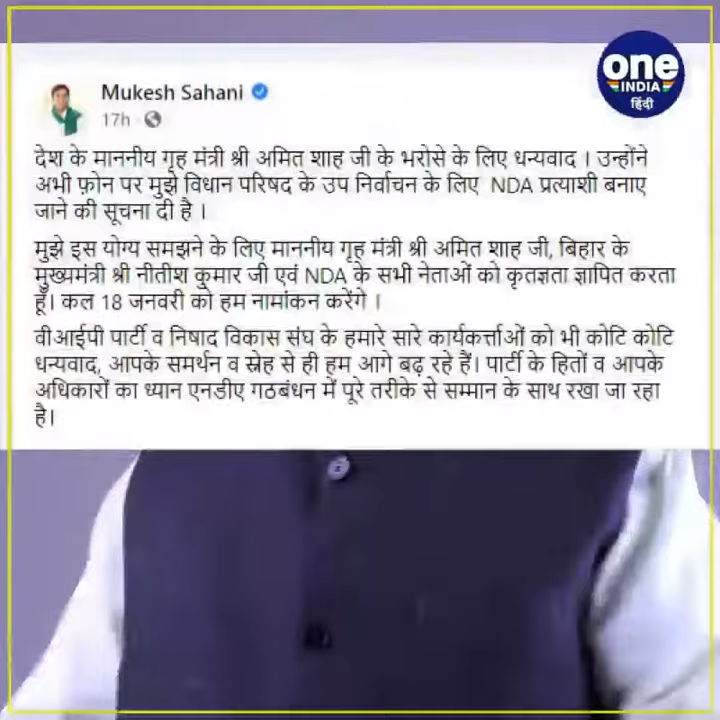 one
INDIA
हिंदी
Mukesh Sahani
17h
देश के माननीय गृह मंत्री श्री अमित शाह जी के भरोसे के लिए धन्यवाद । उन्होंने
अभी फ़ोन पर मुझे विधान परिषद के उप निर्वाचन के लिए NDA प्रत्याशी बनाए
जाने की सूचना दी है ।
मुझे इस योग्य समझने के लिए माननीय गृह मंत्री श्री अमित शाह जी, बिहार के
मुख्यमंत्री श्री नीतीश कुमार जी एवं NDA के सभी नेताओं को कृतज्ञता ज्ञापित करता
हूँ। कल 18 जनवरी को हम नामांकन करेंगे ।
वीआईपी पार्टी व निषाद विकास संघ के हमारे सारे कार्यकर्त्ताओं को भी कोटि कोटि
धन्यवाद, आपके समर्थन व स्नेह से ही हम आगे बढ़ रहे हैं। पार्टी के हितों व आपके
अधिकारों का ध्यान एनडीए गठबंधन में पूरे तरीके से सम्मान के साथ रखा जा रहा
है।